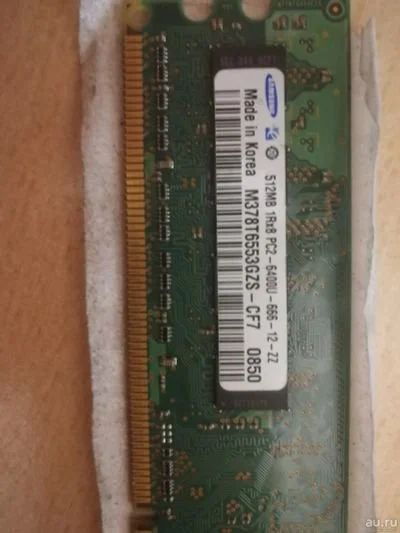 SAMSUNG
512MB 1Rx8 PC2-6400U-666-12-ZZ
Made in Korea M378T6553GZS-CF7 0850
au.ru